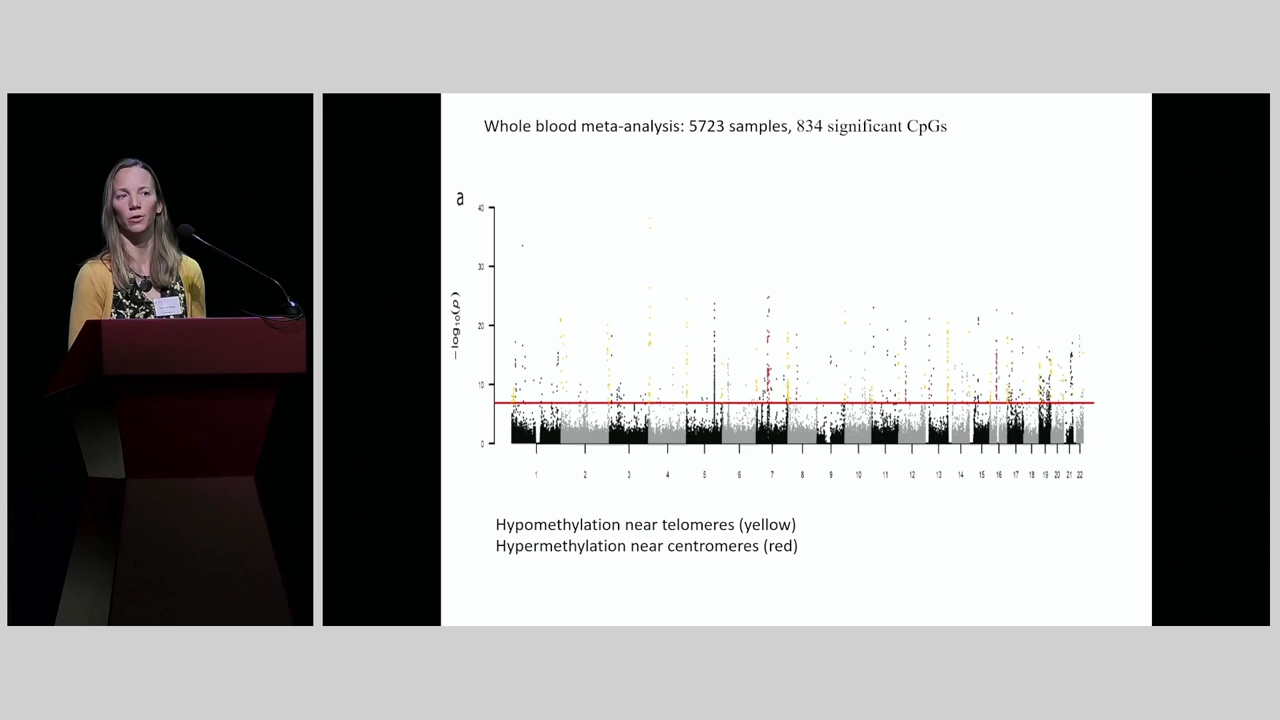 Whole blood meta-analysis: 5723 samples, 834 significant CpGs
a
40
30
20
10
0
−log₁₀(p)
1 2 3 4 5 6 7 8 9 10 11 12 13 14 15 16 17 18 19 20 21 22
Hypomethylation near telomeres (yellow)
Hypermethylation near centromeres (red)